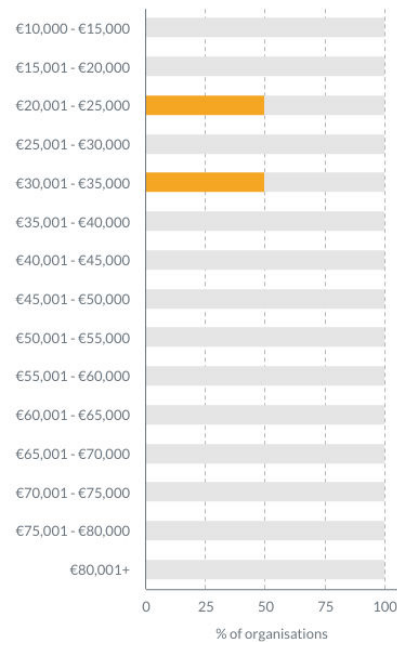 €10,000 - €15,000
€15,001 - €20,000
€20,001 - €25,000
€25,001 - €30,000
€30,001 - €35,000
€35,001 - €40,000
€40,001 - €45,000
€45,001 - €50,000
€50,001 - €55,000
€55,001 - €60,000
€60,001 - €65,000
€65,001 - €70,000
€70,001 - €75,000
€75,001 - €80,000
€80,001+
0 25 50 75 100
% of organisations